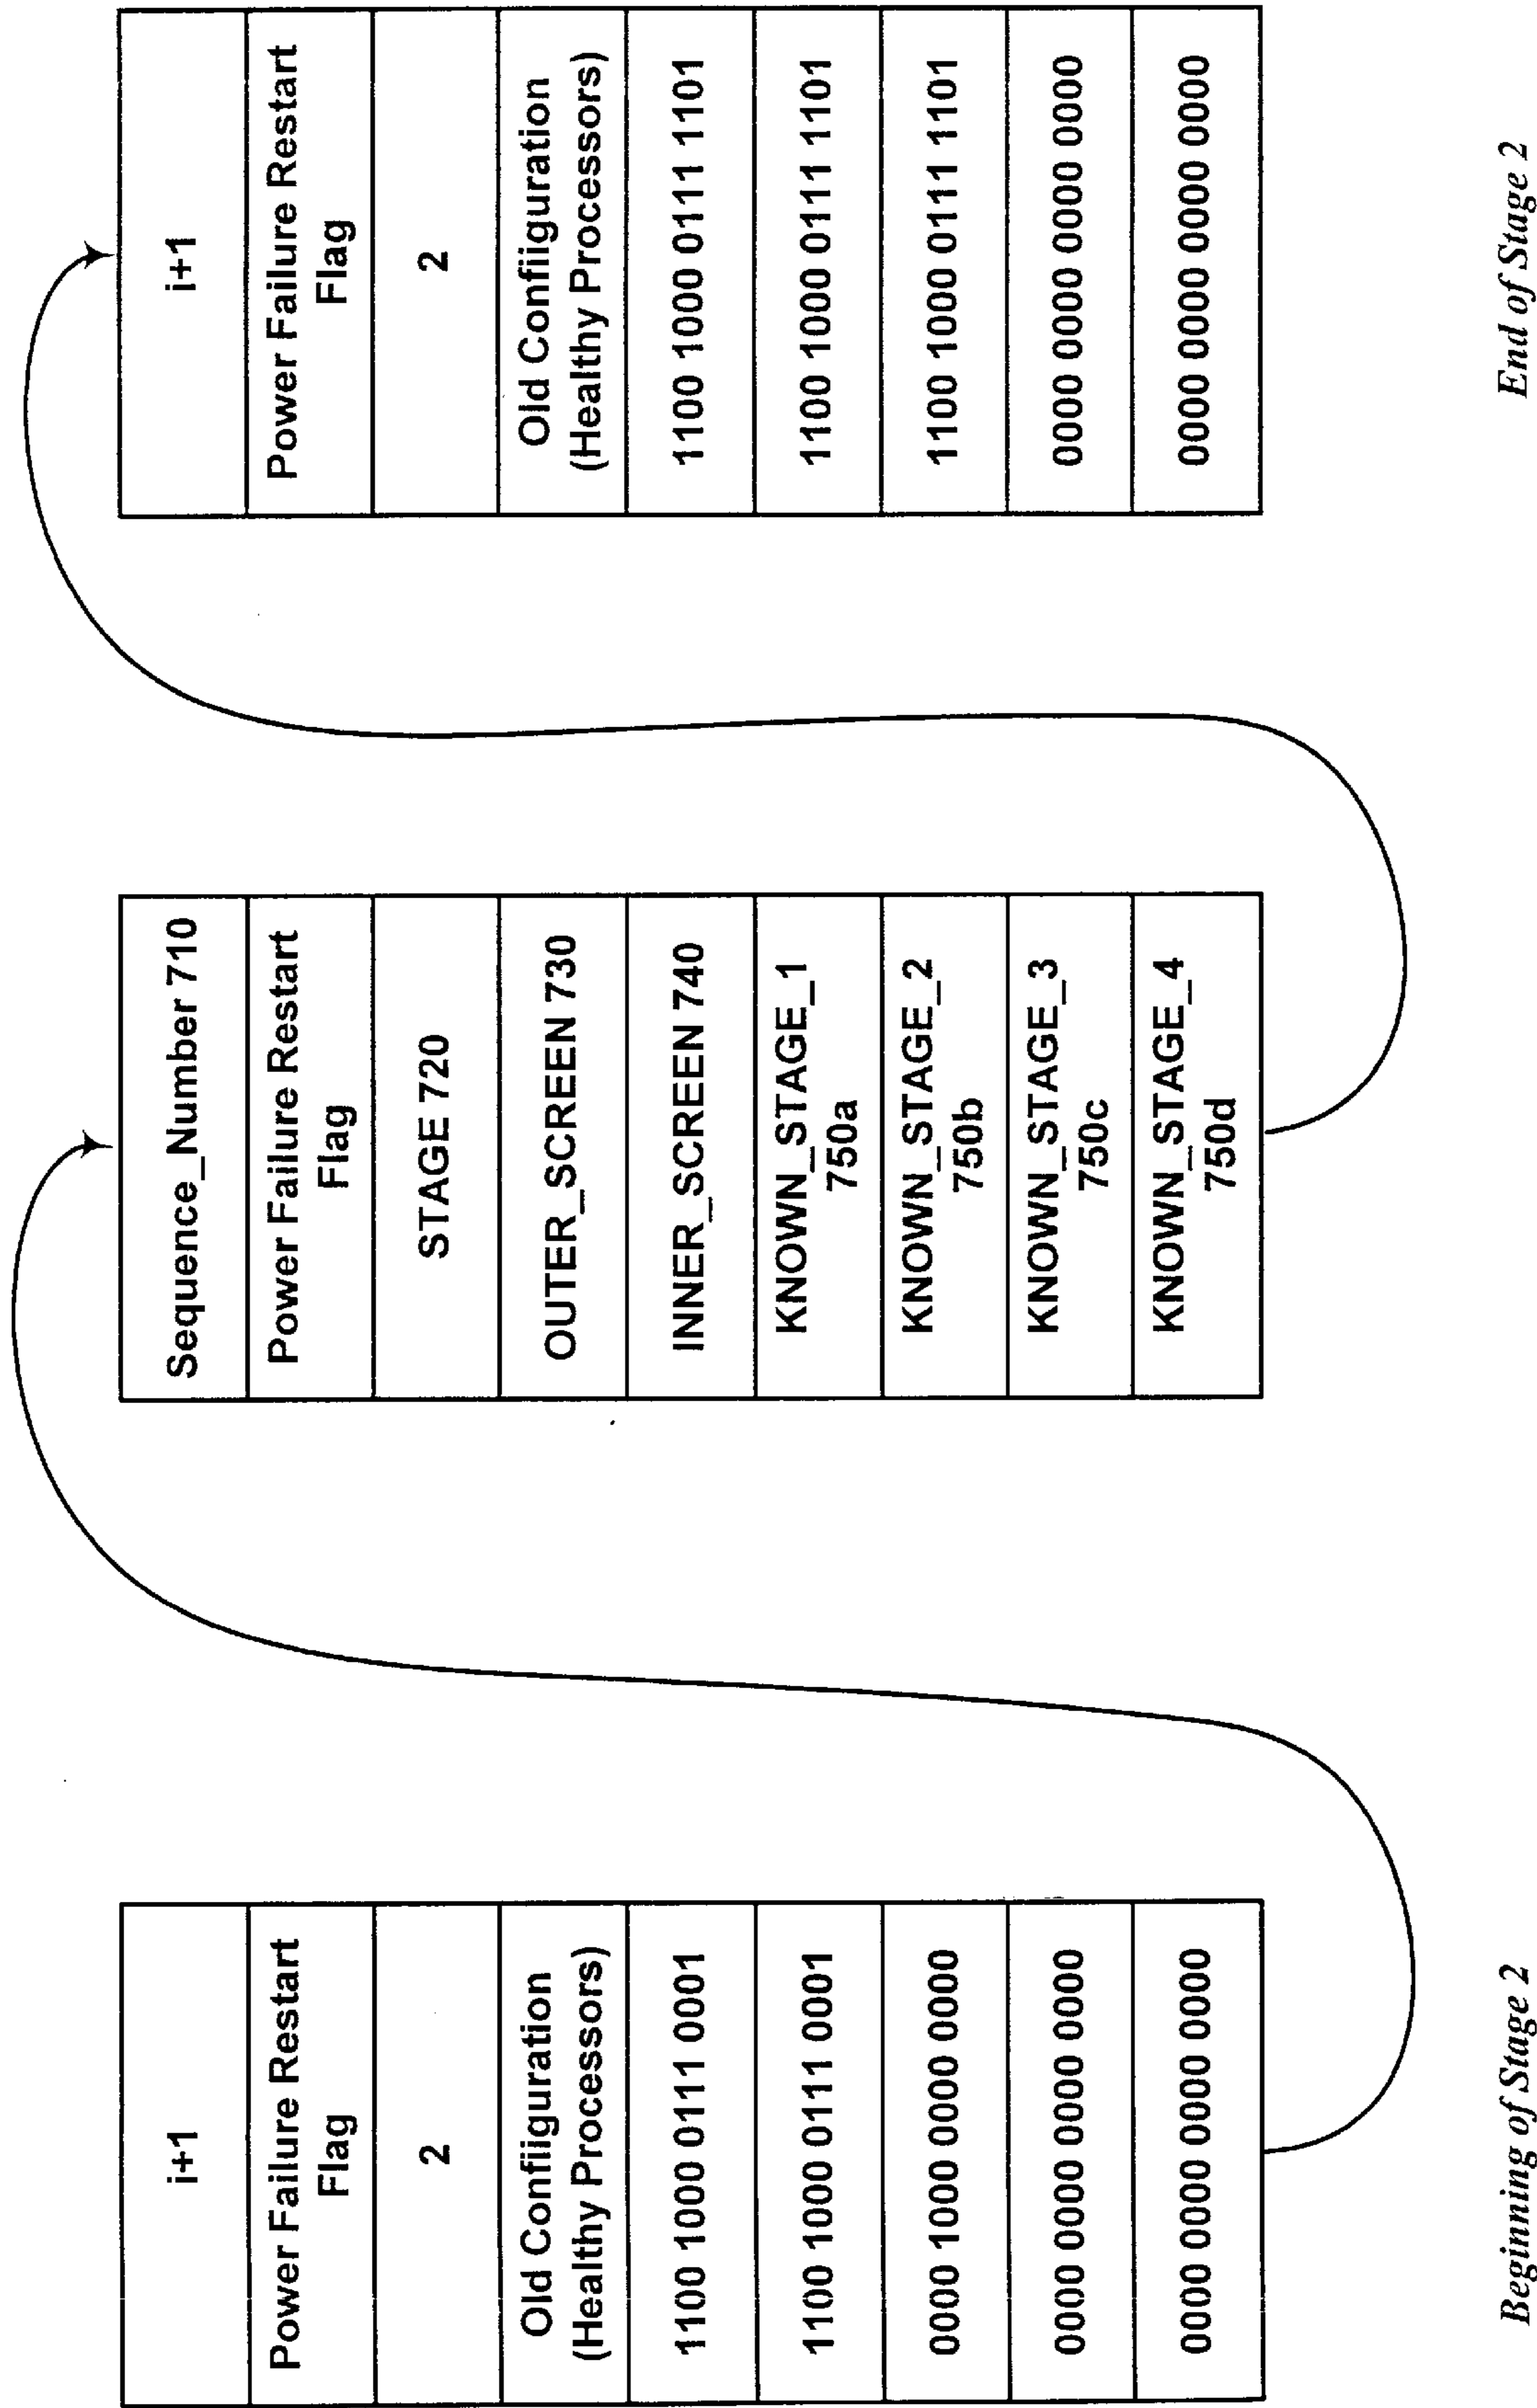 i+1
Power Failure Restart
Flag
2
Old Confiiguration
(Healthy Processors)
1100 1000 0111 0001
1100 1000 0111 0001
0000 1000 0000 0000
0000 0000 0000 0000
0000 0000 0000 0000
Beginning of Stage 2
Sequence_Number 710
Power Failure Restart
Flag
STAGE 720
OUTER_SCREEN 730
INNER_SCREEN 740
KNOWN_STAGE_1
750a
KNOWN_STAGE_2
750b
KNOWN_STAGE_3
750c
KNOWN_STAGE_4
750d
i+1
Power Failure Restart
Flag
2
Old Confiiguration
(Healthy Processors)
1100 1000 0111 1101
1100 1000 0111 1101
1100 1000 0111 1101
0000 0000 0000 0000
0000 0000 0000 0000
End of Stage 2